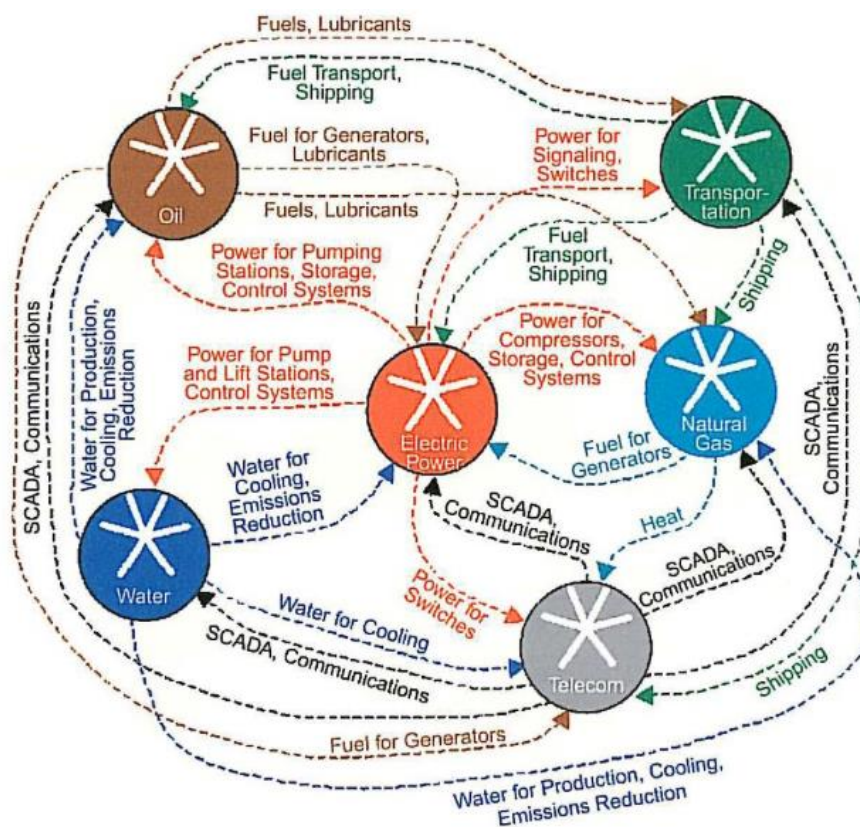 Fuels, Lubricants
Fuel Transport,
Shipping
Fuel for Generators,
Lubricants
Power for
Signaling,
Switches
Oil
Transpor-
tation
Fuels, Lubricants
Power for Pumping
Stations, Storage,
Control Systems
Fuel
Transport,
Shipping
Shipping
Power for
Compressors,
Storage, Control
Systems
Power for Pump
and Lift Stations,
Control Systems
SCADA, Communications
Water for Production,
Cooling, Emissions
Reduction
Electric
Power
Natural
Gas
Fuel for
Generators
SCADA,
Communications
Water for
Cooling,
Emissions
Reduction
SCADA,
Communications
Heat
SCADA,
Communications
Water
Power for
Switches
Water for Cooling
SCADA, Communications
Telecom
Shipping
Fuel for Generators
Water for Production, Cooling,
Emissions Reduction